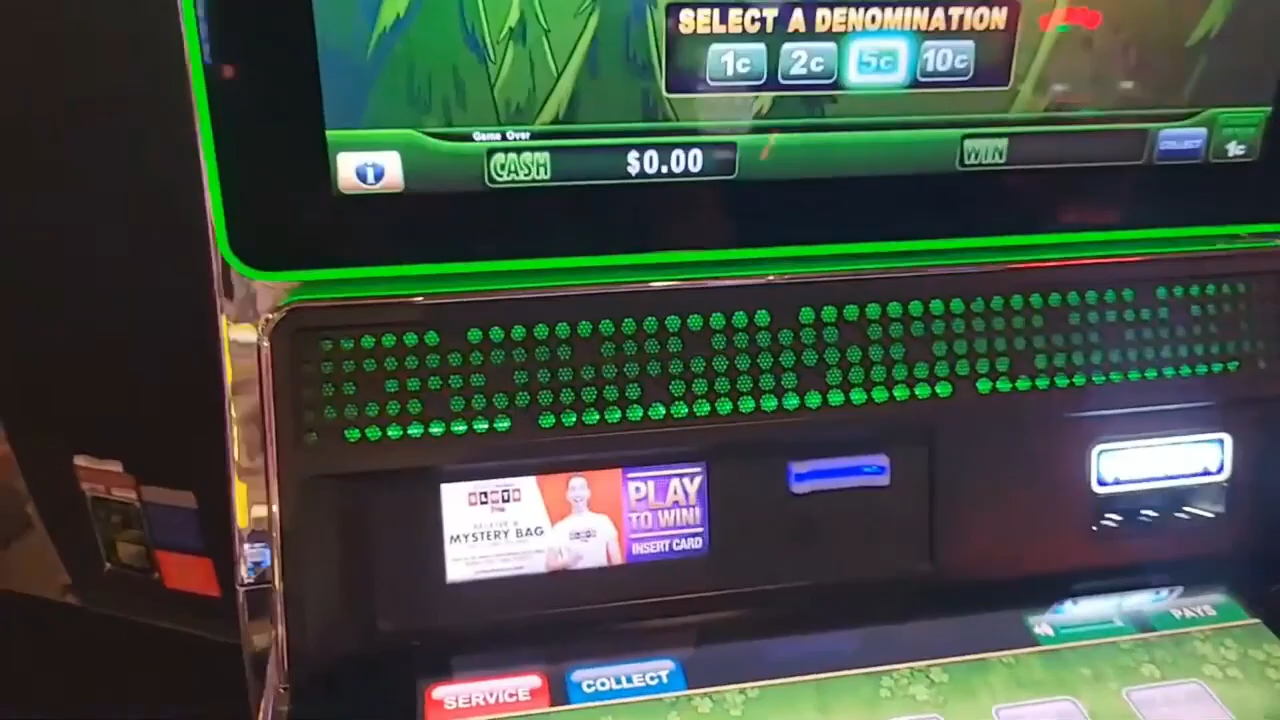 SELECT A DENOMINATION
1c 2c 5c 10c
Game Over
CASH $0.00 WIN COLLECT 1c
SLOTS
MYSTERY BAG
PLAY
TO WIN!
INSERT CARD
PAYS
SERVICE COLLECT